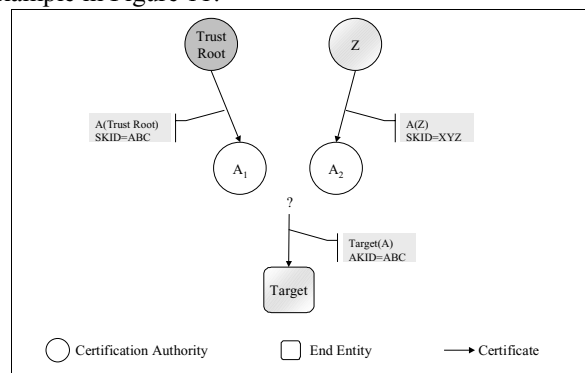 ample in Figure 11.
Trust
Root
Z
A(Trust Root)
SKID=ABC
A(Z)
SKID=XYZ
A1
A2
?
Target(A)
AKID=ABC
Target
Certification Authority
End Entity
Certificate